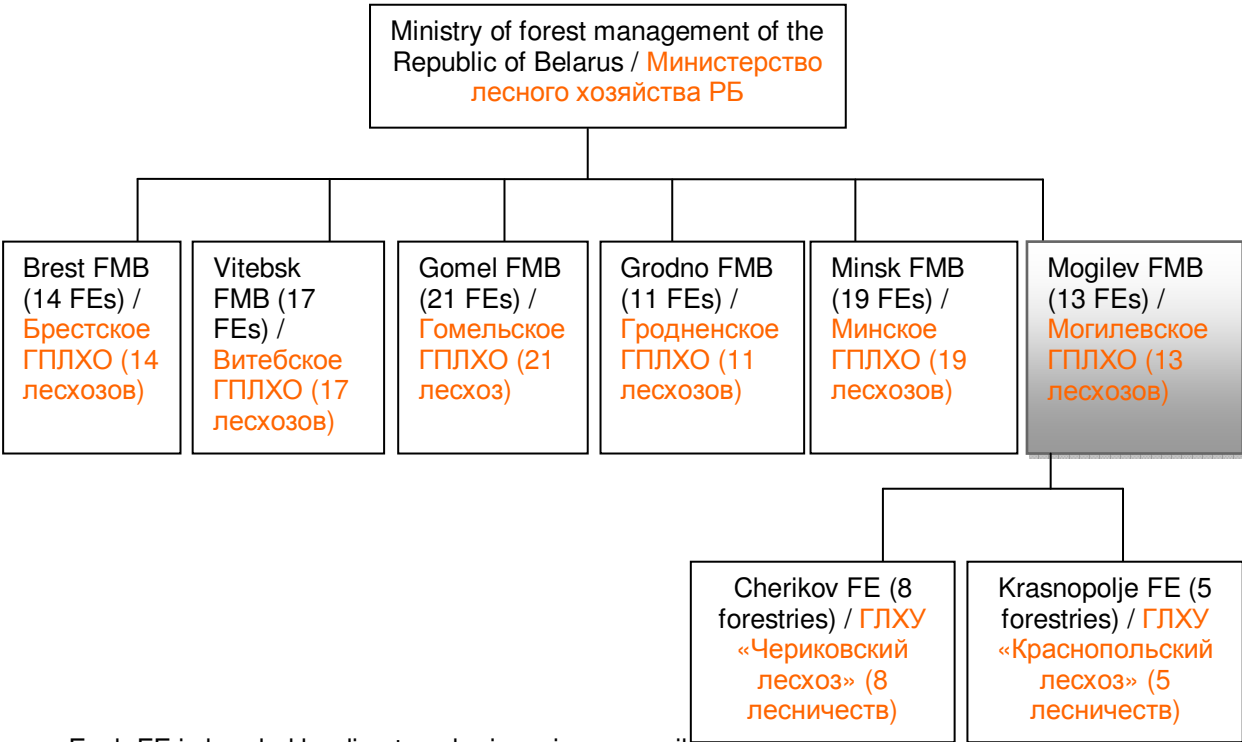 Ministry of forest management of the
Republic of Belarus / Министерство
лесного хозяйства РБ
Brest FMB
(14 FEs) /
Брестское
ГПЛХО (14
лесхозов)
Vitebsk
FMB (17
FEs) /
Витебское
ГПЛХО (17
лесхозов)
Gomel FMB
(21 FEs) /
Гомельское
ГПЛХО (21
лесхоз)
Grodno FMB
(11 FEs) /
Гродненское
ГПЛХО (11
лесхозов)
Minsk FMB
(19 FEs) /
Минское
ГПЛХО (19
лесхозов)
Mogilev FMB
(13 FEs) /
Могилевское
ГПЛХО (13
лесхозов)
Cherikov FE (8
forestries) / ГЛХУ
«Чериковский
лесхоз» (8
лесничеств)
Krasnopolje FE (5
forestries) / ГЛХУ
«Краснопольский
лесхоз» (5
лесничеств)